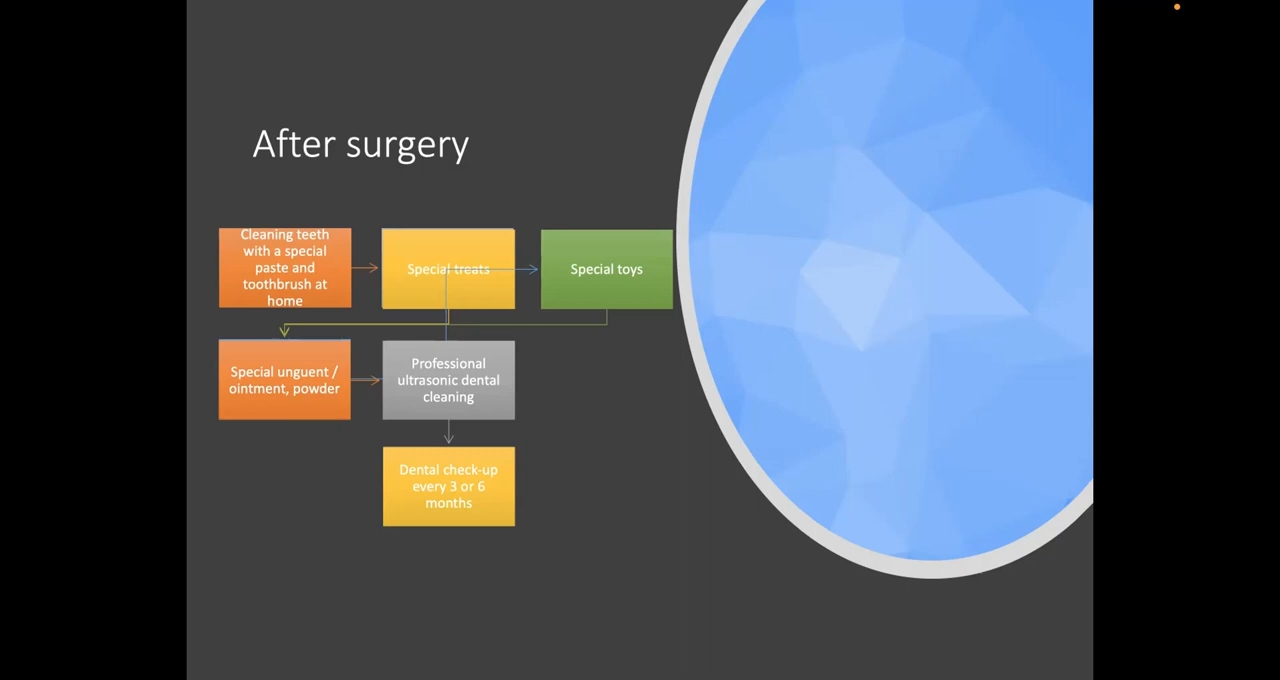 After surgery
Cleaning teeth
with a special
paste and
toothbrush at
home
Special treats
Special toys
Special unguent /
ointment, powder
Professional
ultrasonic dental
cleaning
Dental check-up
every 3 or 6
months